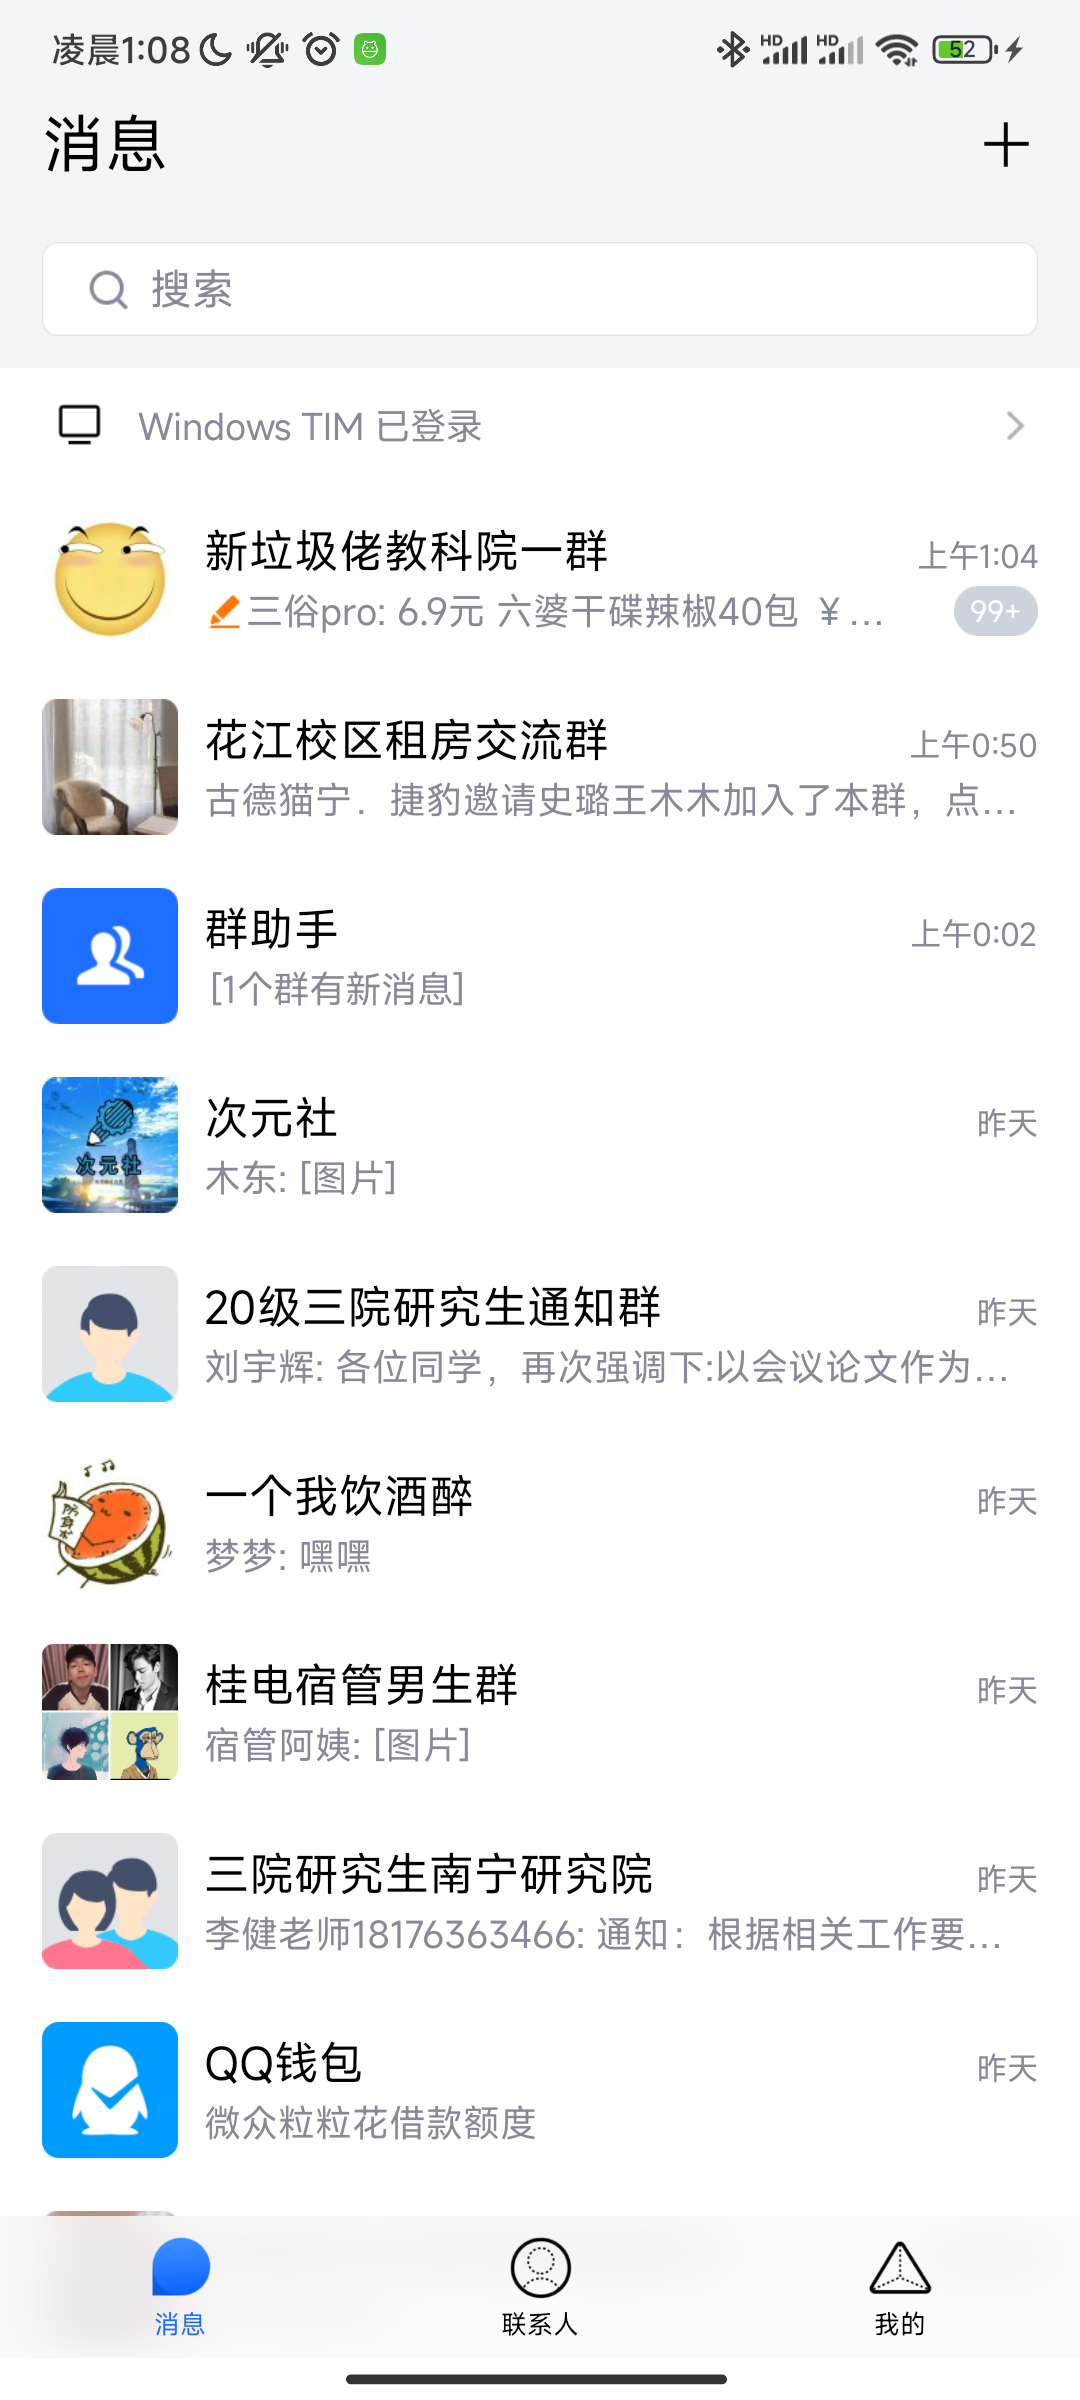 凌晨1:08
HD HD 52
消息
搜索
Windows TIM 已登录
新垃圾佬教科院一群 上午1:04
三俗pro: 6.9元 六婆干碟辣椒40包 ￥... 99+
花江校区租房交流群 上午0:50
古德猫宁．捷豹邀请史璐王木木加入了本群，点...
群助手 上午0:02
[1个群有新消息]
次元社 昨天
次元社
木东: [图片]
20级三院研究生通知群 昨天
刘宇辉: 各位同学，再次强调下:以会议论文作为...
一个我饮酒醉 昨天
防身术
梦梦: 嘿嘿
桂电宿管男生群 昨天
宿管阿姨: [图片]
三院研究生南宁研究院 昨天
李健老师18176363466: 通知：根据相关工作要...
QQ钱包 昨天
微众粒粒花借款额度
消息 联系人 我的